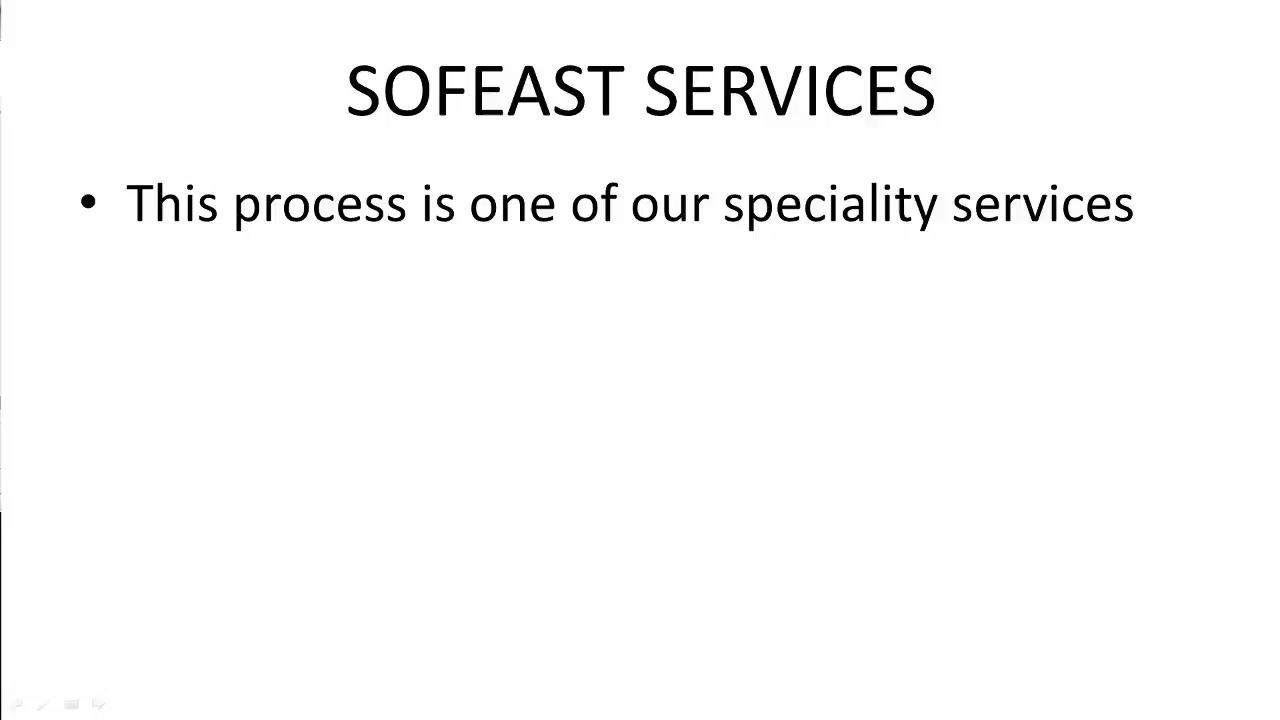 SOFEAST SERVICES
• This process is one of our speciality services